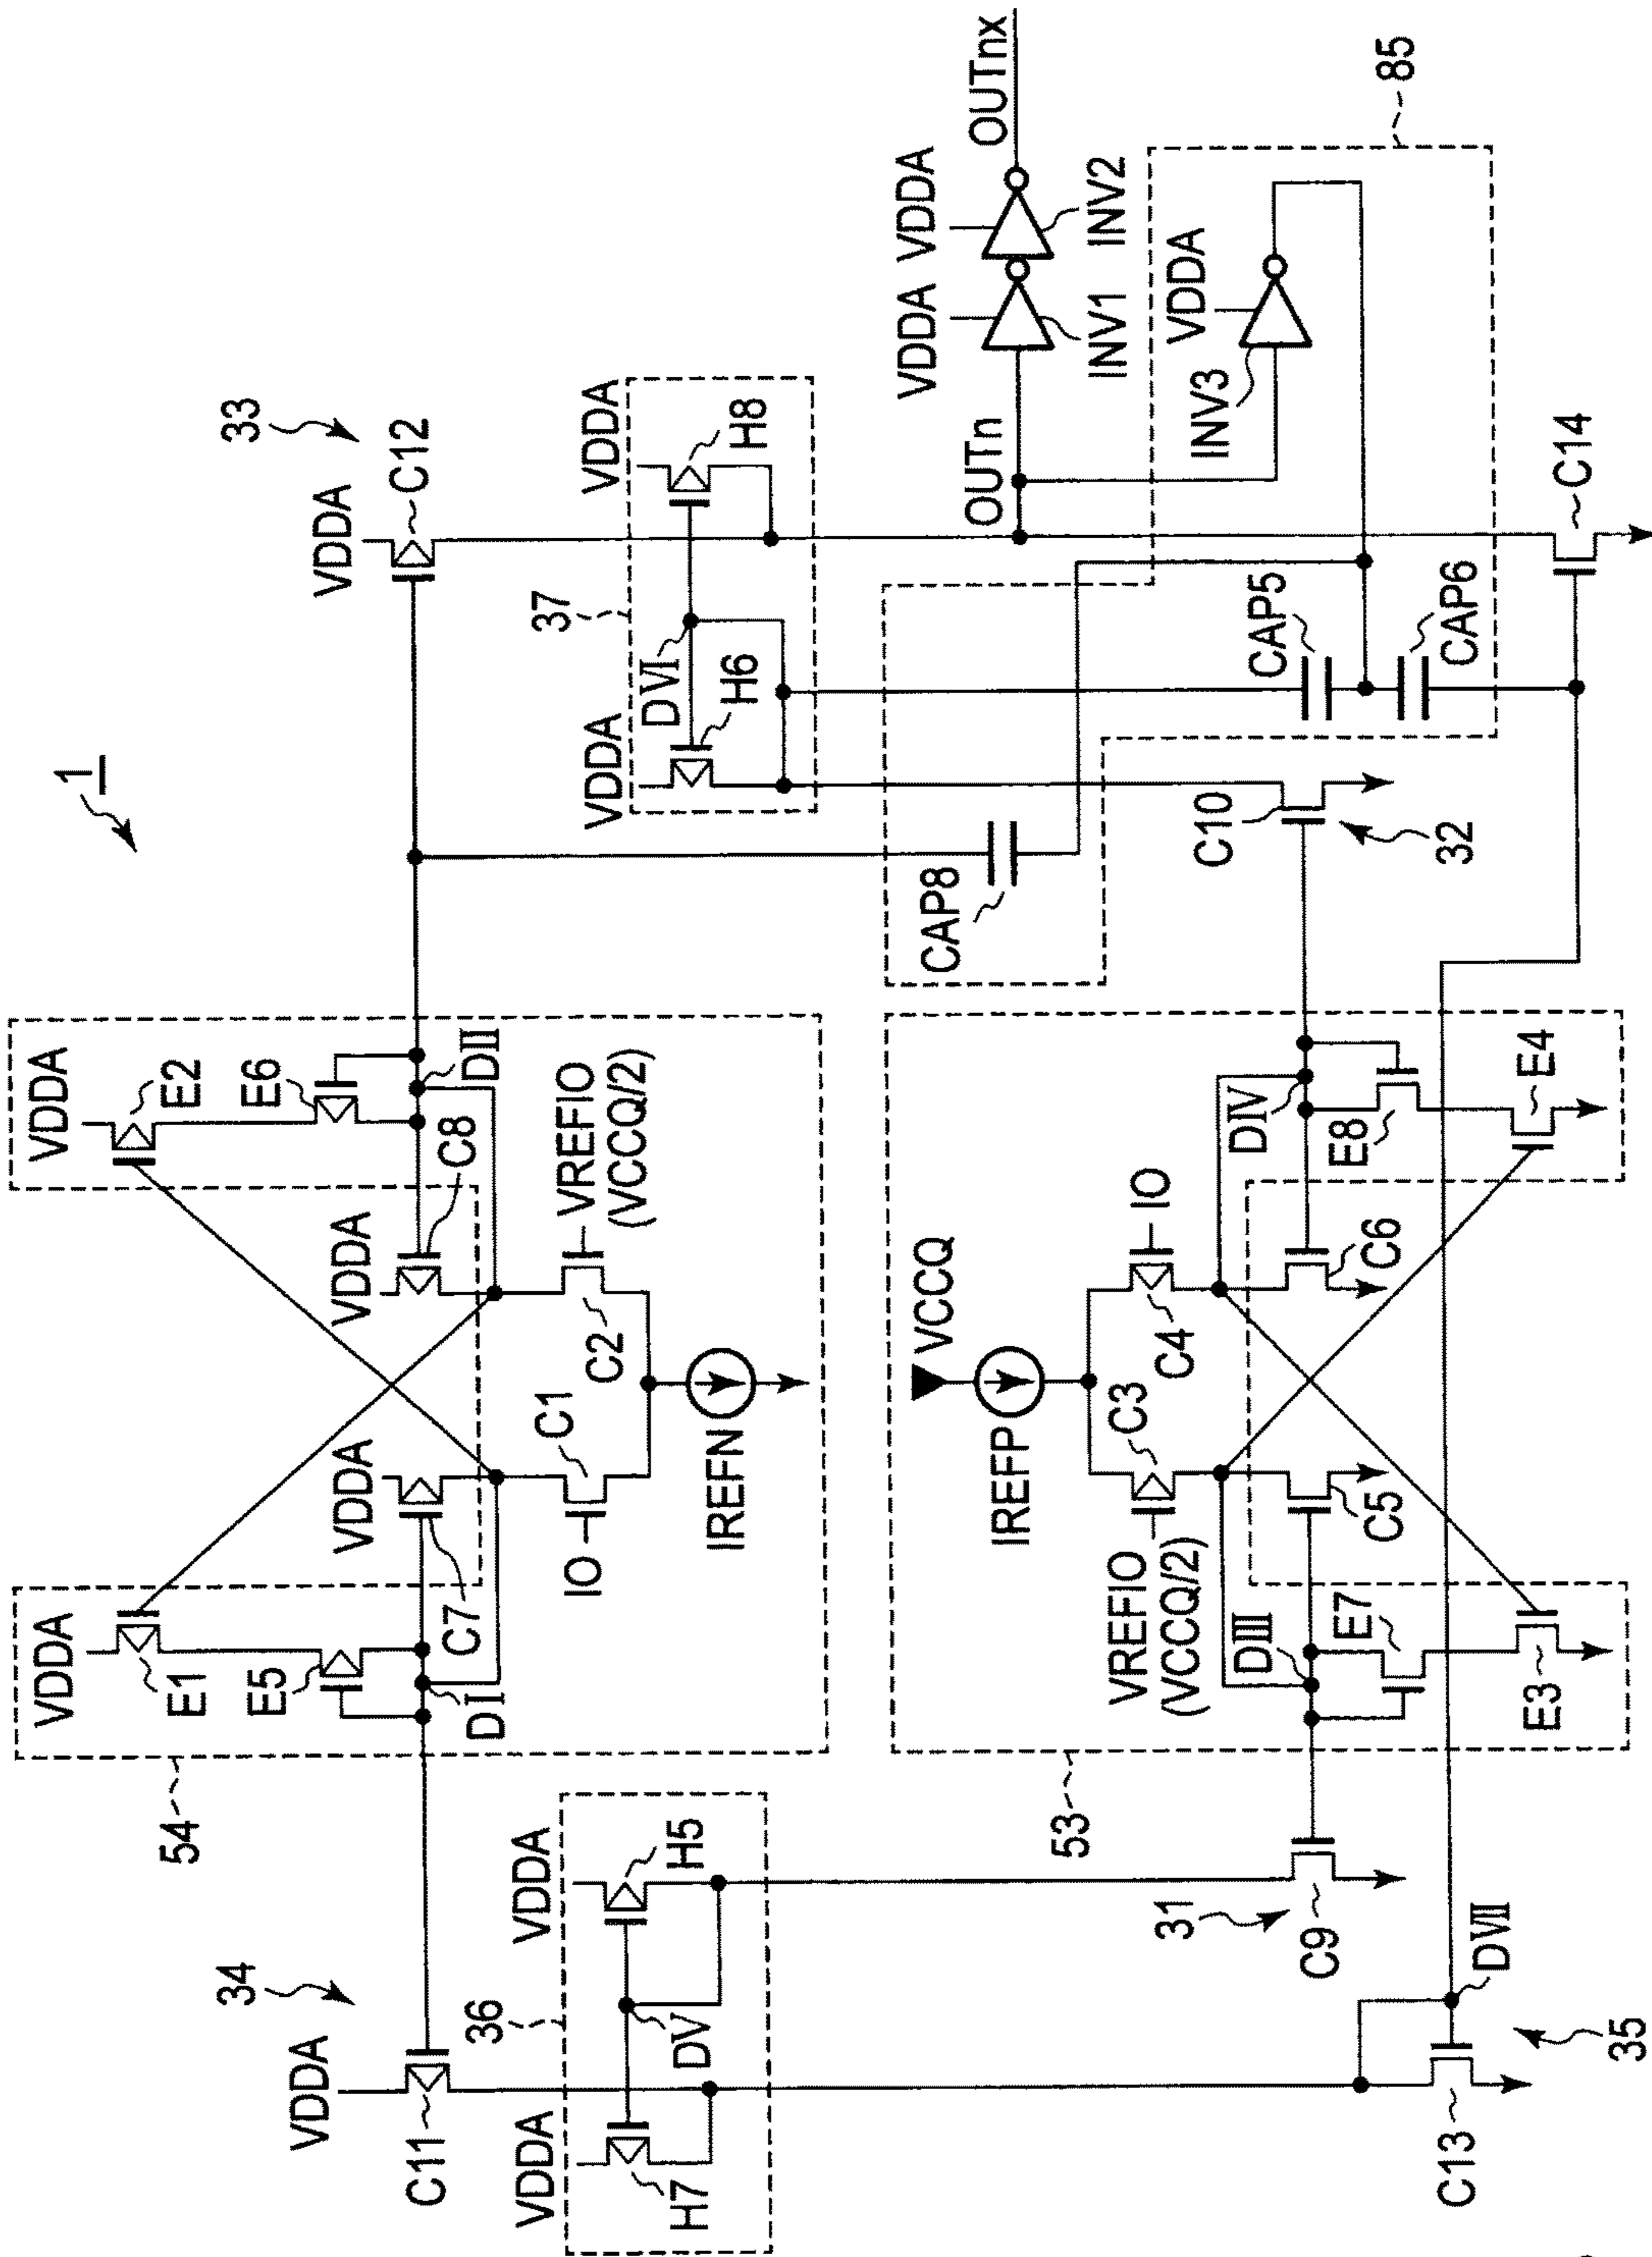 1
34
VDDA
C11
36
VDDA
H7
DV
VDDA
H5
31
C9
C13
DVII
35
54
VDDA
E1
E5
DI
C7
VDDA
VDDA
C8
DII
VDDA
E2
E6
IO
C1
C2
VREFIO
(VCCQ/2)
IREFN
53
VCCQ
IREFP
VREFIO
(VCCQ/2)
C3
C4
IO
DIII
E7
E3
C5
C6
DIV
E8
E4
33
VDDA
C12
37
VDDA
DVI
H6
VDDA
H8
CAP8
C10
32
CAP5
CAP6
OUTn
VDDA
VDDA
INV1
INV2
OUTnx
INV3
VDDA
85
C14